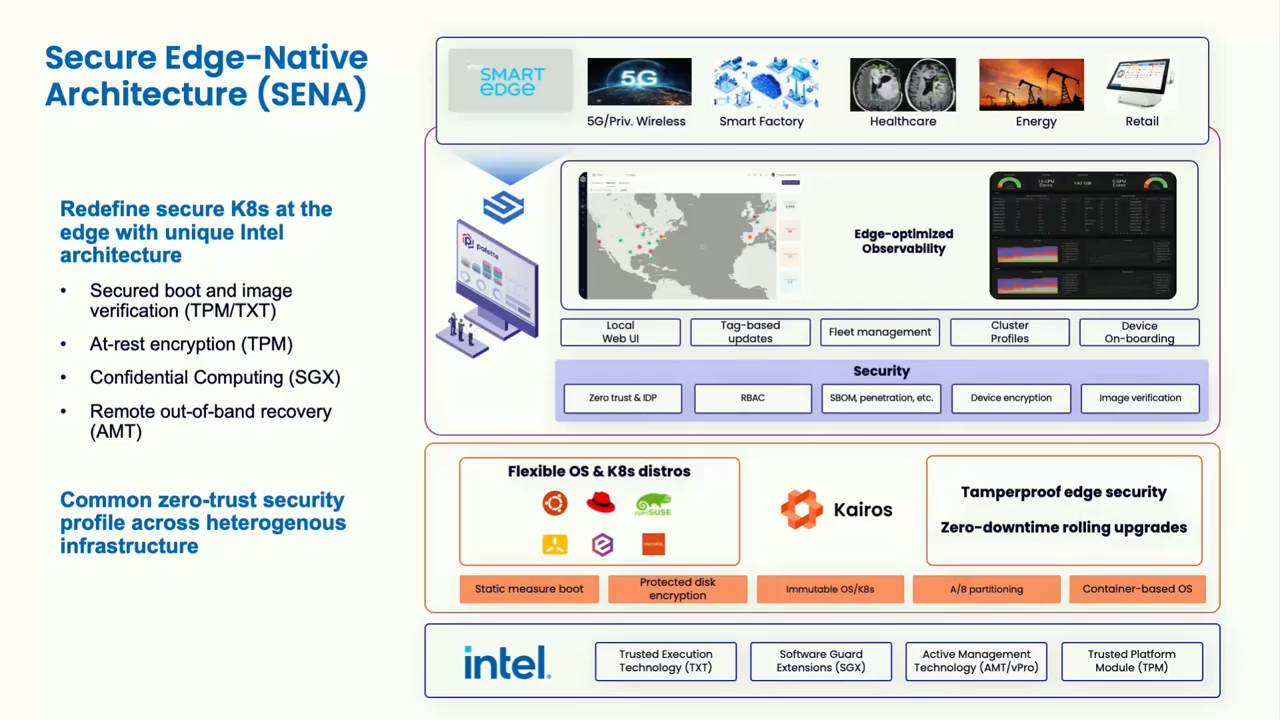 Secure Edge-Native
Architecture (SENA)
Redefine secure K8s at the
edge with unique Intel
architecture
• Secured boot and image
verification (TPM/TXT)
• At-rest encryption (TPM)
• Confidential Computing (SGX)
• Remote out-of-band recovery
(AMT)
Common zero-trust security
profile across heterogenous
infrastructure
SMART
EDGE
5G
5G/Priv. Wireless
Smart Factory
Healthcare
Energy
Retail
palette
Edge-optimized
Observability
Local
Web UI
Tag-based
updates
Fleet management
Cluster
Profiles
Device
On-boarding
Security
Zero trust & IDP
RBAC
SBOM, penetration, etc.
Device encryption
Image verification
Flexible OS & K8s distros
openSUSE
Kairos
Tamperproof edge security
Zero-downtime rolling upgrades
Static measure boot
Protected disk
encryption
Immutable OS/K8s
A/B partitioning
Container-based OS
intel.
Trusted Execution
Technology (TXT)
Software Guard
Extensions (SGX)
Active Management
Technology (AMT/vPro)
Trusted Platform
Module (TPM)